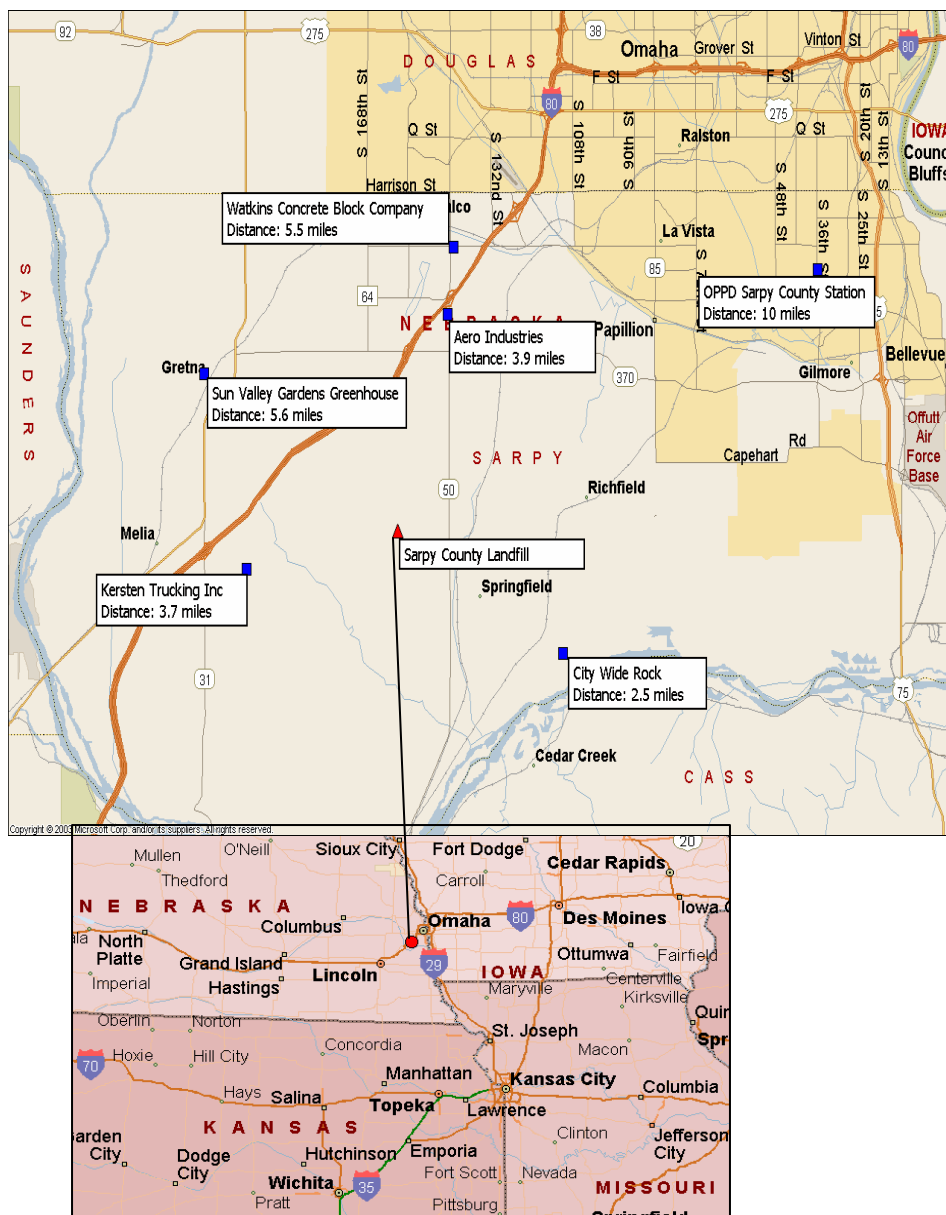 92
275
38
Omaha
Grover St
Vinton St
80
DOUGLAS
F St
80
S 168th St
S 108th St
S 90th St
275
S 20th St
S 13th St
IOWA
Q St
Q St
Ralston
S 132nd St
S 48th St
S 36th
S 25th St
Harrison St
Watkins Concrete Block Company
Distance: 5.5 miles
La Vista
SAUNDERS
85
64
OPPD Sarpy County Station
Distance: 10 miles
NEBRASKA
Papillion
Aero Industries
Distance: 3.9 miles
Bellevue
Gretna
Gilmore
370
Sun Valley Gardens Greenhouse
Distance: 5.6 miles
Offutt
Air
Force
Base
Rd
Capehart
SARPY
50
Richfield
Melia
Sarpy County Landfill
Kersten Trucking Inc
Distance: 3.7 miles
Springfield
City Wide Rock
Distance: 2.5 miles
31
75
Cedar Creek
CASS
Copyright © 2003 Microsoft Corp. and/or its suppliers. All rights reserved.
Mullen
O'Neill
Sioux City
Fort Dodge
20
Thedford
Carroll
Cedar Rapids
NEBRASKA
Columbus
Omaha
80
Des Moines
North
Platte
Grand Island
Ottumwa
Fairfield
Imperial
Hastings
Lincoln
29
IOWA
Centerville
Maryville
Kirksville
Oberlin
Norton
St. Joseph
Hoxie
Hill City
Concordia
Macon
70
Manhattan
Kansas City
Hays
Salina
Topeka
Lawrence
Columbia
KANSAS
Clinton
Jefferson
City
Hutchinson
Emporia
Dodge
City
Fort Scott
Nevada
Wichita
35
Pratt
Pittsburg
MISSOURI